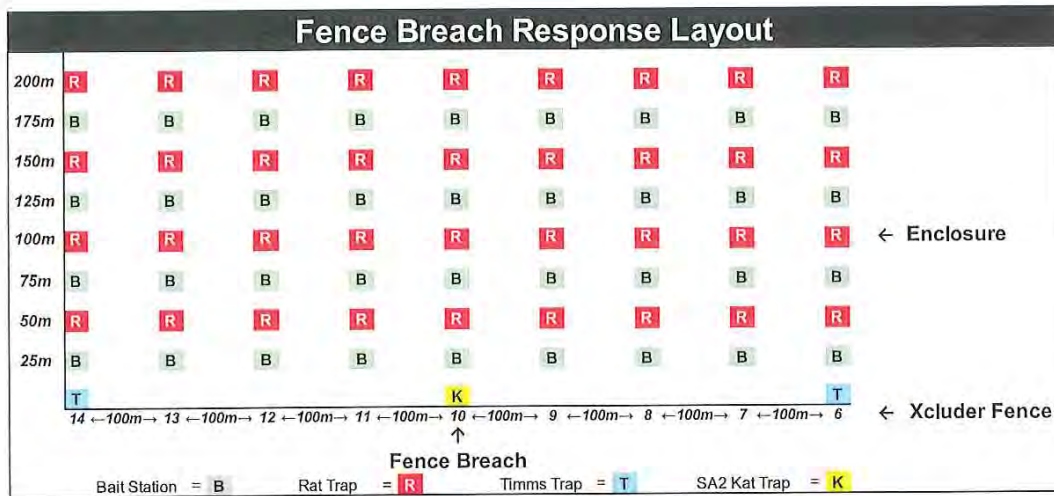 Fence Breach Response Layout
200m R R R R R R R R R
175m B B B B B B B B B
150m R R R R R R R R R
125m B B B B B B B B B
100m R R R R R R R R R ← Enclosure
75m B B B B B B B B B
50m R R R R R R R R R
25m B B B B B B B B B
T K T
14 ←100m→ 13 ←100m→ 12 ←100m→ 11 ←100m→ 10 ←100m→ 9 ←100m→ 8 ←100m→ 7 ←100m→ 6 ← Xcluder Fence
↑
Fence Breach
Bait Station = B Rat Trap = R Timms Trap = T SA2 Kat Trap = K